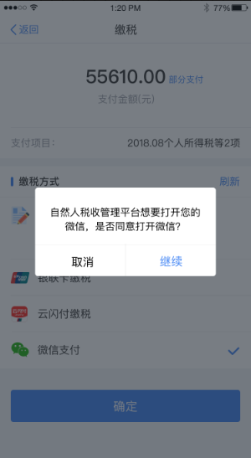 1:20 PM 77%
返回 缴税
55610.00 部分支付
支付金额(元)
支付项目: 2018.08个人所得税等2项
缴税方式 刷新
自然人税收管理平台想要打开您的
微信，是否同意打开微信?
取消 继续
银联卡缴税
云闪付缴税
微信支付
确定